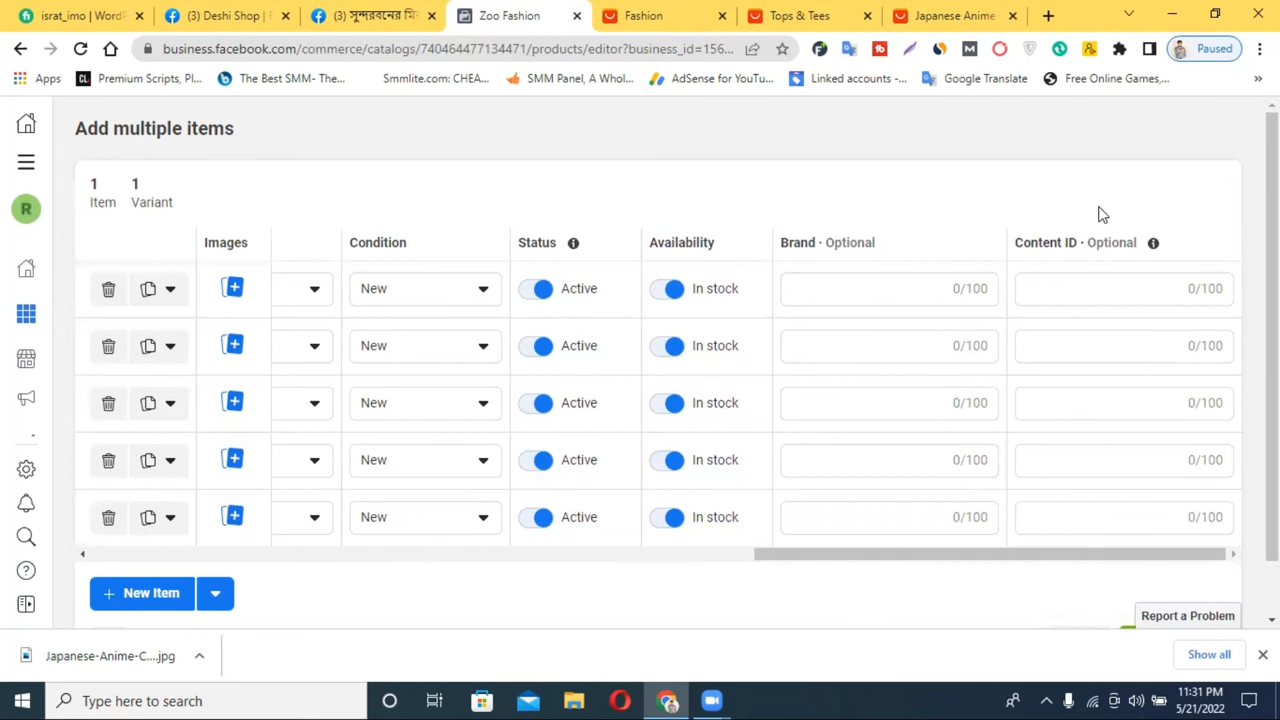 israt_imo | WordP
(3) Deshi Shop | F
(3) সুন্দরবনের মি
Zoo Fashion
Fashion
Tops & Tees
Japanese Anime
business.facebook.com/commerce/catalogs/740464477134471/products/editor?business_id=156...
Paused
Apps
Premium Scripts, Pl...
The Best SMM- The...
Smmlite.com: CHEA...
SMM Panel, A Whol...
AdSense for YouTu...
Linked accounts -...
Google Translate
Free Online Games,...
»
Add multiple items
1 1
Item Variant
R
Images Condition Status Availability Brand · Optional Content ID · Optional
New Active In stock 0/100 0/100
New Active In stock 0/100 0/100
New Active In stock 0/100 0/100
New Active In stock 0/100 0/100
New Active In stock 0/100 0/100
+ New Item
Report a Problem
Japanese-Anime-C....jpg
Show all
Type here to search
11:31 PM
5/21/2022